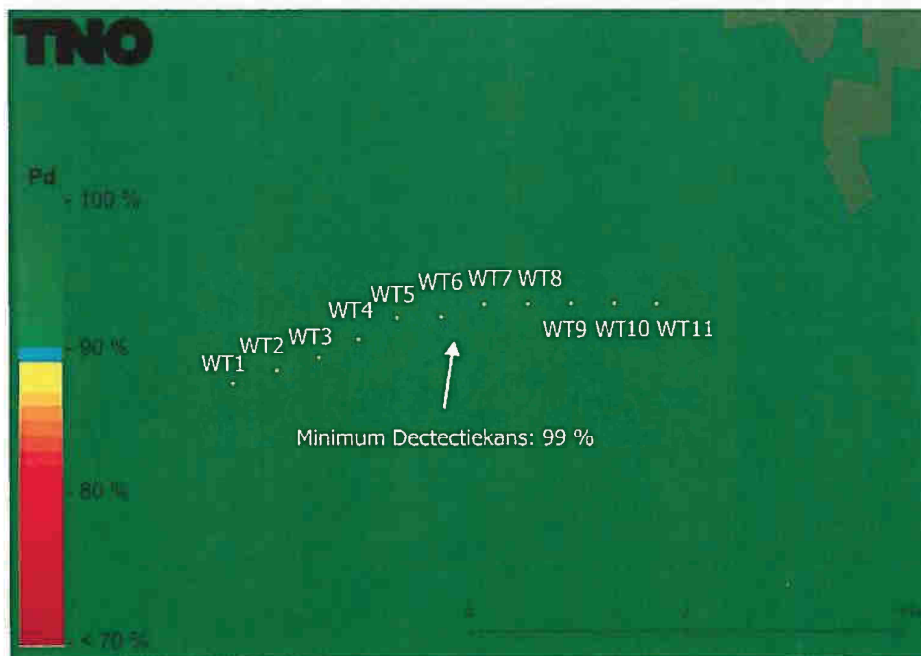 TNO
Pd
- 100 %
WT5 WT6 WT7 WT8
WT4
WT1 WT2 WT3
WT9 WT10 WT11
- 90 %
Minimum Dectectiekans: 99 %
- 80 %
- < 70 %